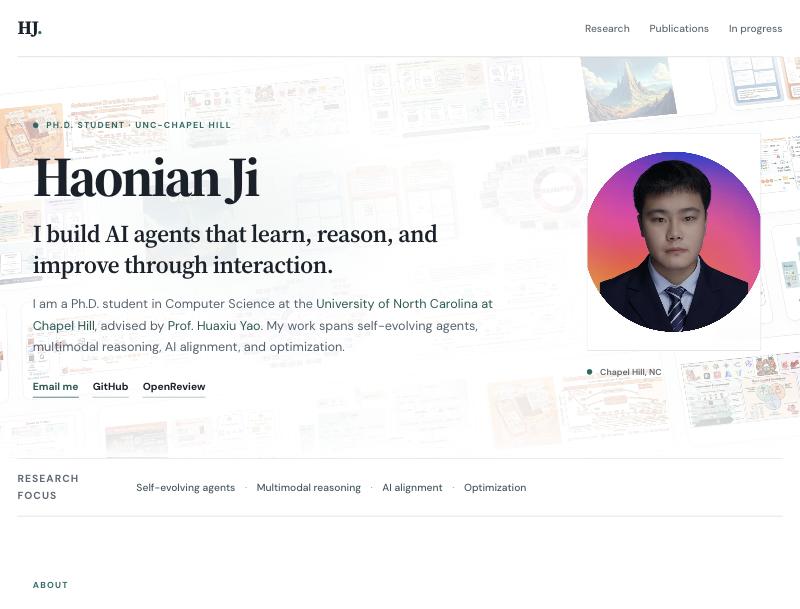 HJ.
Research
Publications
In progress
PH.D. STUDENT · UNC-CHAPEL HILL
Haonian Ji
I build AI agents that learn, reason, and
improve through interaction.
I am a Ph.D. student in Computer Science at the University of North Carolina at
Chapel Hill, advised by Prof. Huaxiu Yao. My work spans self-evolving agents,
multimodal reasoning, AI alignment, and optimization.
Email me
GitHub
OpenReview
Chapel Hill, NC
RESEARCH
FOCUS
Self-evolving agents · Multimodal reasoning · AI alignment · Optimization
ABOUT